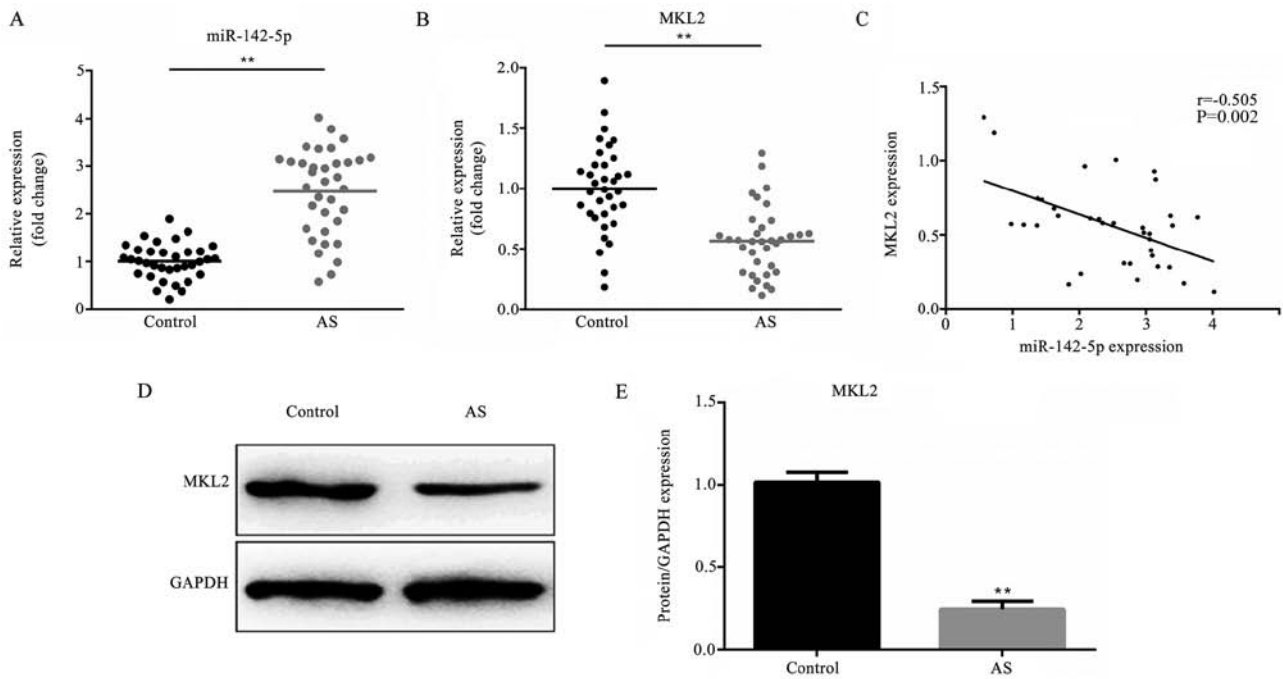 A
miR-142-5p
**
Relative expression
(fold change)
5
4
3
2
1
0
Control
AS
B
MKL2
**
Relative expression
(fold change)
2.0
1.5
1.0
0.5
0.0
Control
AS
C
r=-0.505
P=0.002
MKL2 expression
1.5
1.0
0.5
0.0
0
1
2
3
4
miR-142-5p expression
D
Control
AS
MKL2
GAPDH
E
MKL2
Protein/GAPDH expression
1.5
1.0
0.5
0.0
**
Control
AS